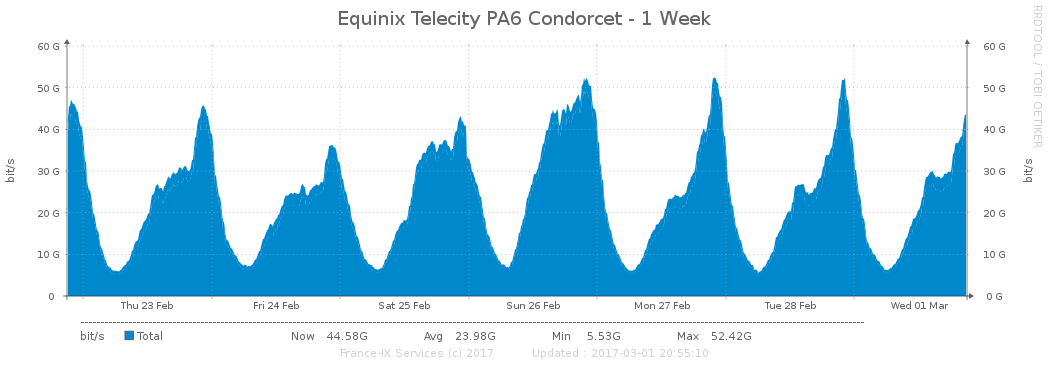 Equinix Telecity PA6 Condorcet - 1 Week
RRDTOOL / TOBI OETIKER
60 G 60 G
50 G 50 G
40 G 40 G
30 G 30 G
20 G 20 G
10 G 10 G
0 0 G
bit/s
bit/s
Thu 23 Feb Fri 24 Feb Sat 25 Feb Sun 26 Feb Mon 27 Feb Tue 28 Feb Wed 01 Mar
bit/s Total Now 44.58G Avg 23.98G Min 5.53G Max 52.42G
France-IX Services (c) 2017 Updated : 2017-03-01 20:55:10